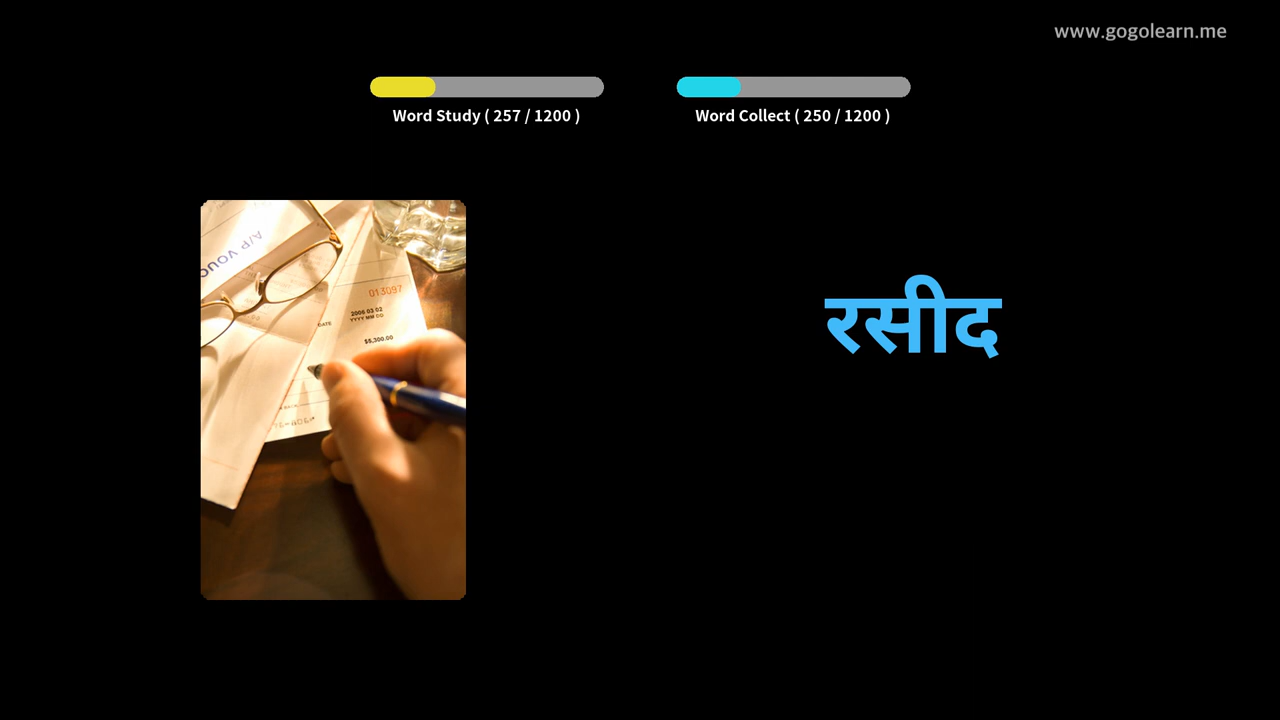 www.gogolearn.me
Word Study ( 257 / 1200 )
Word Collect ( 250 / 1200 )
रसीद
A/P VOUC
013097
DATE
2006 03 02
YYYY MM DD
$5,300.00